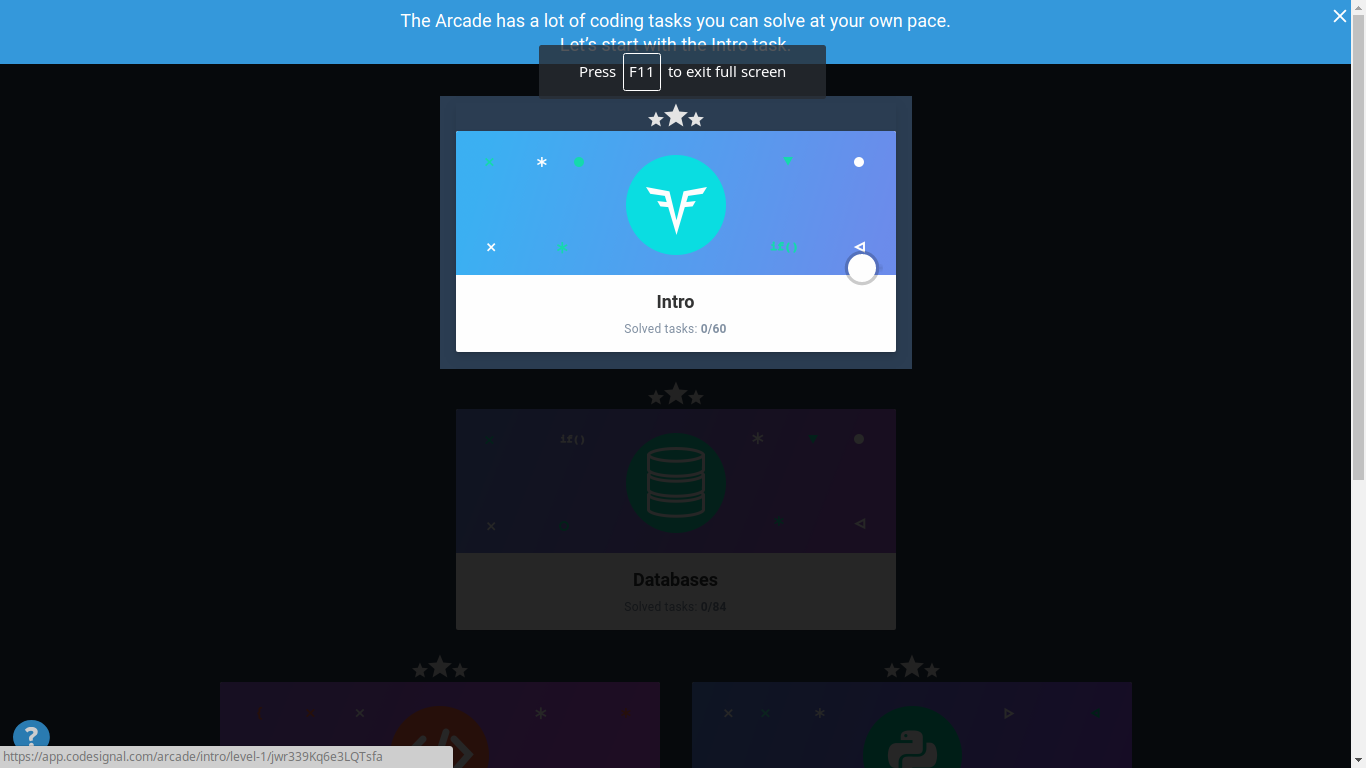 The Arcade has a lot of coding tasks you can solve at your own pace.
Let's start with the Intro task.
Press F11 to exit full screen
if()
Intro
Solved tasks: 0/60
if()
Databases
Solved tasks: 0/84
?
https://app.codesignal.com/arcade/intro/level-1/jwr339Kq6e3LQTsfa